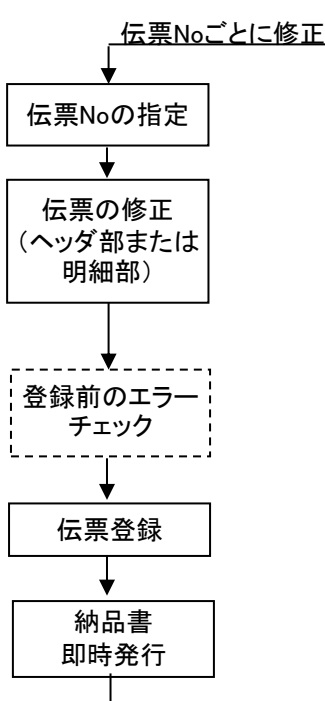 伝票Noごとに修正
伝票Noの指定
伝票の修正
（ヘッダ部または
明細部）
登録前のエラー
チェック
伝票登録
納品書
即時発行